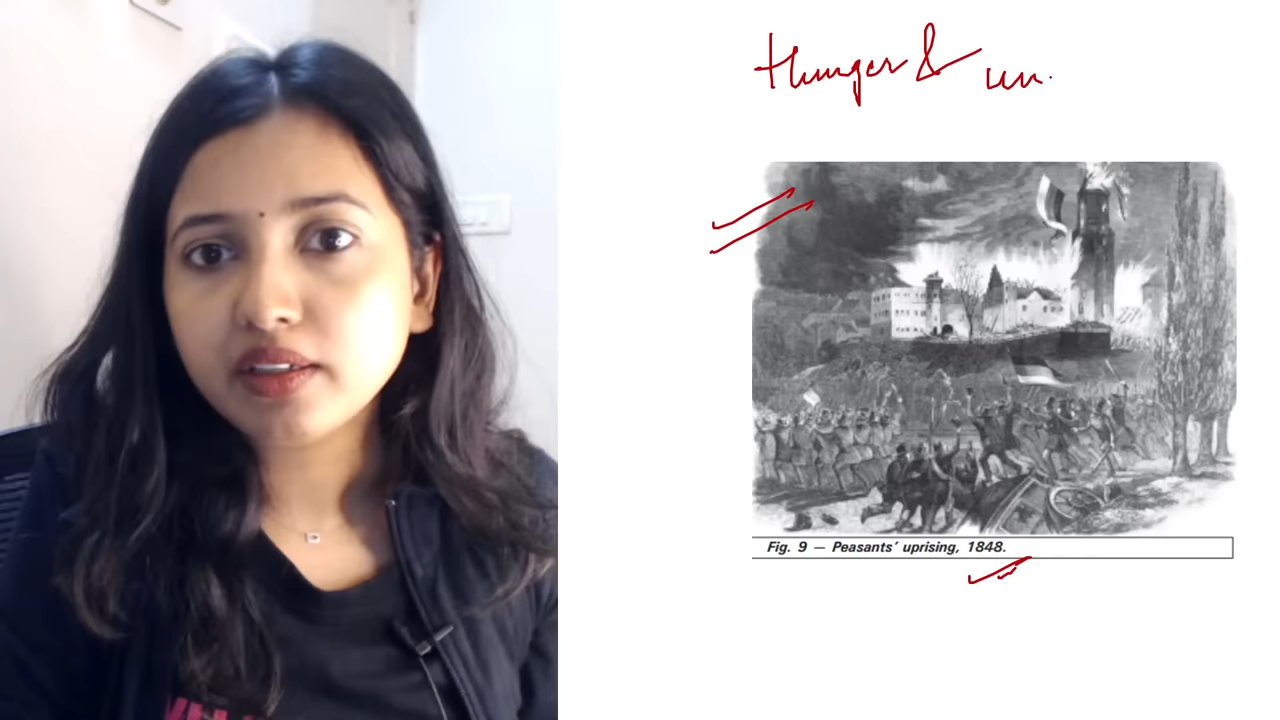 Hunger & un.
Fig. 9 — Peasants' uprising, 1848.